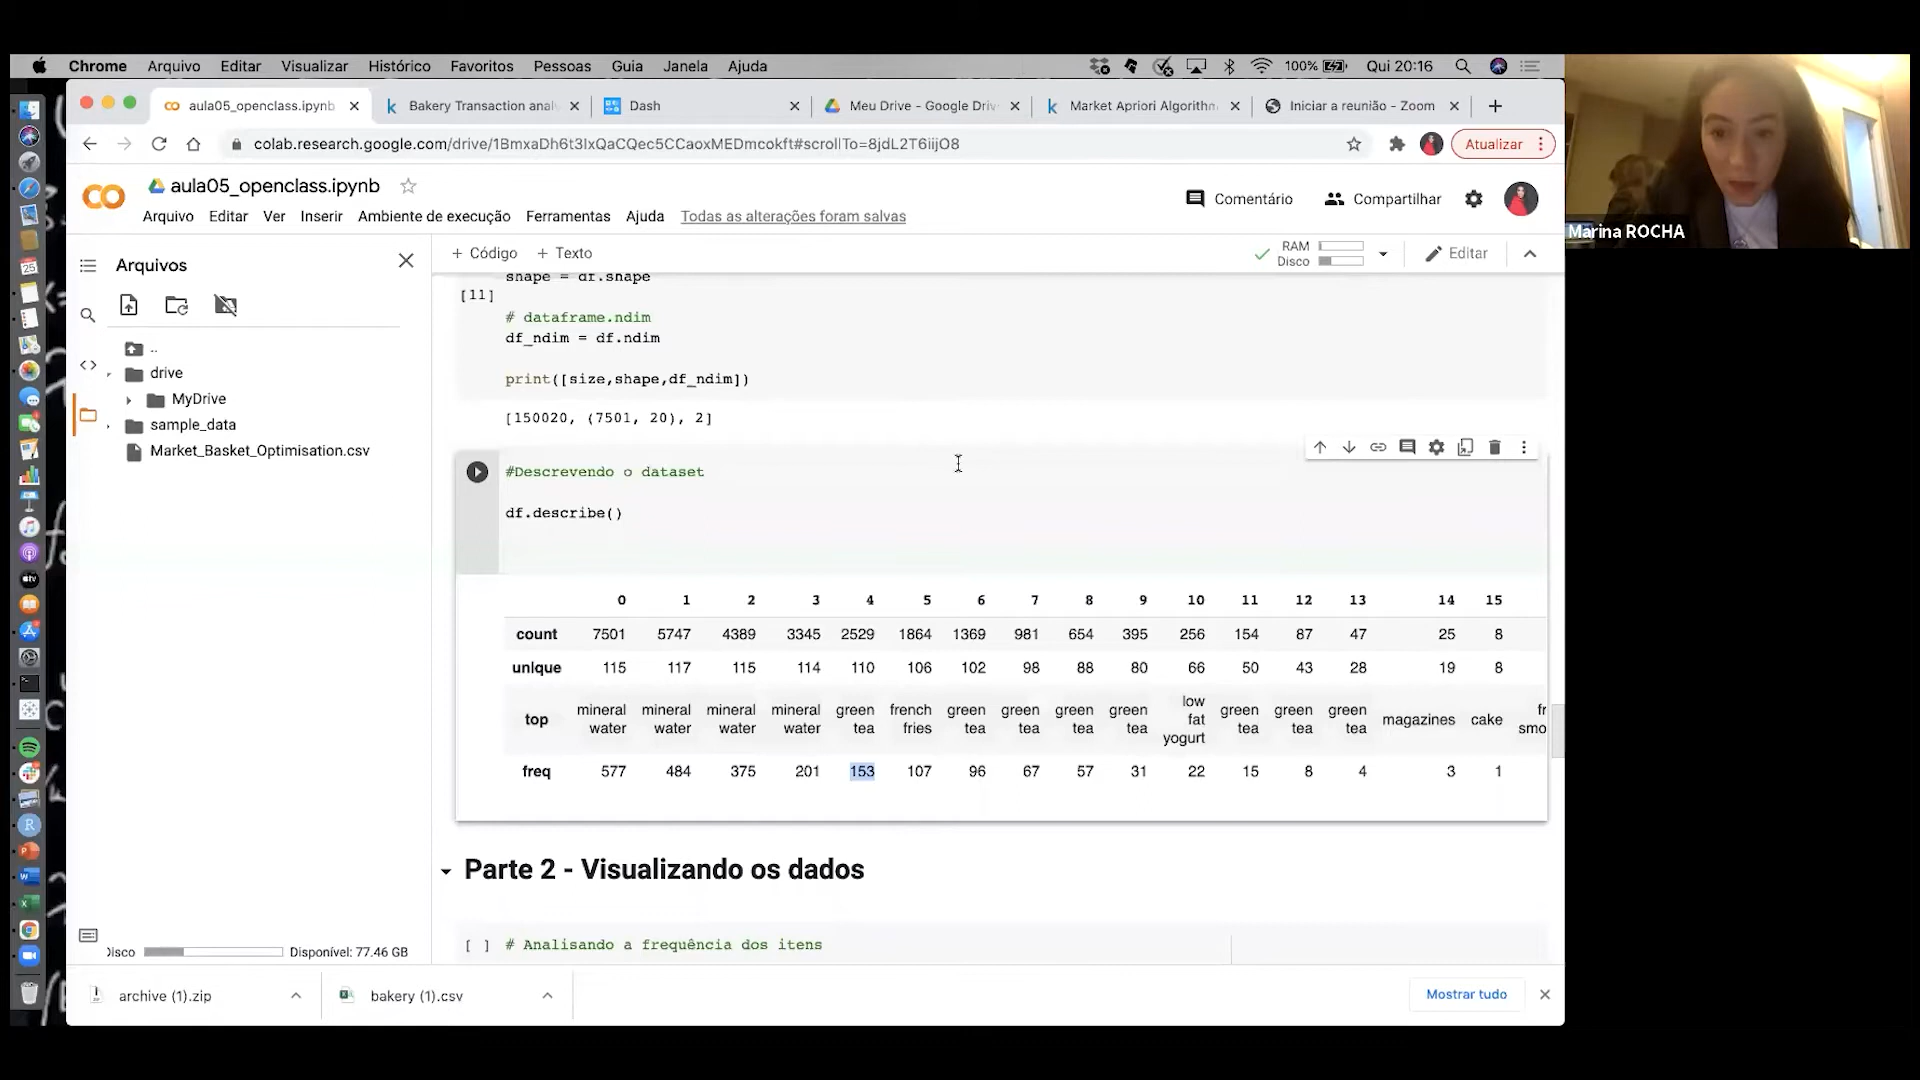 Chrome Arquivo Editar Visualizar Histórico Favoritos Pessoas Guia Janela Ajuda 100% Qui 20:16
aula05_openclass.ipynb Bakery Transaction anal Dash Meu Drive - Google Driv Market Apriori Algorithm Iniciar a reunião - Zoom
colab.research.google.com/drive/1BmxaDh6t3IxQaCQec5CCaoxMEDmcokft#scrollTo=8jdL2T6iijO8 Atualizar
Marina ROCHA
aula05_openclass.ipynb
Comentário Compartilhar
Arquivo Editar Ver Inserir Ambiente de execução Ferramentas Ajuda Todas as alterações foram salvas
+ Código + Texto RAM Disco Editar
Arquivos
..
drive
MyDrive
sample_data
Market_Basket_Optimisation.csv
shape = df.shape
[11]
# dataframe.ndim
df_ndim = df.ndim
print([size,shape,df_ndim])
[150020, (7501, 20), 2]
#Descrevendo o dataset
df.describe()
0 1 2 3 4 5 6 7 8 9 10 11 12 13 14 15
count 7501 5747 4389 3345 2529 1864 1369 981 654 395 256 154 87 47 25 8
unique 115 117 115 114 110 106 102 98 88 80 66 50 43 28 19 8
top mineral water mineral water mineral water mineral water green tea french fries green tea green tea green tea green tea low fat yogurt green tea green tea green tea magazines cake fr smo
freq 577 484 375 201 153 107 96 67 57 31 22 15 8 4 3 1
Parte 2 - Visualizando os dados
[ ] # Analisando a frequência dos itens
Disco Disponível: 77.46 GB
archive (1).zip bakery (1).csv Mostrar tudo